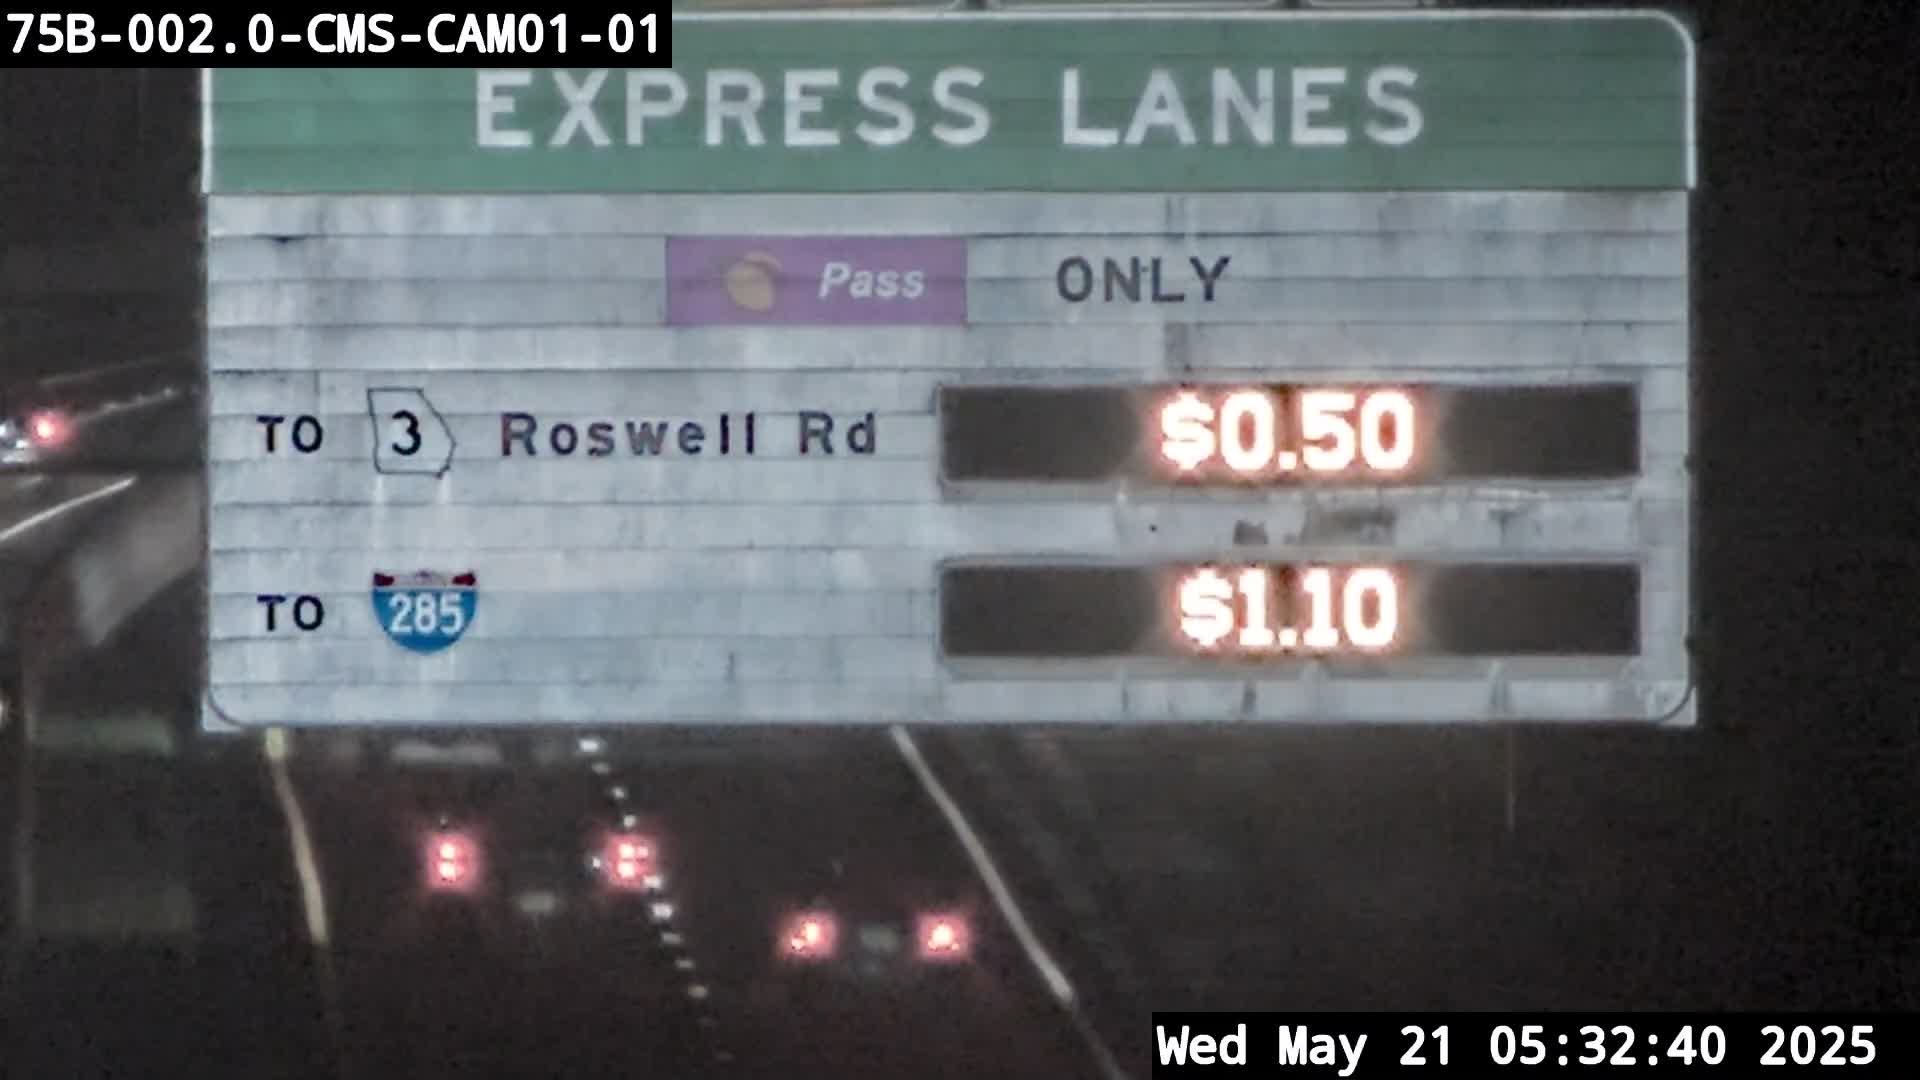 75B-002.0-CMS-CAM01-01
EXPRESS LANES
Pass ONLY
TO 3 Roswell Rd $0.50
TO 285 $1.10
Wed May 21 05:32:40 2025